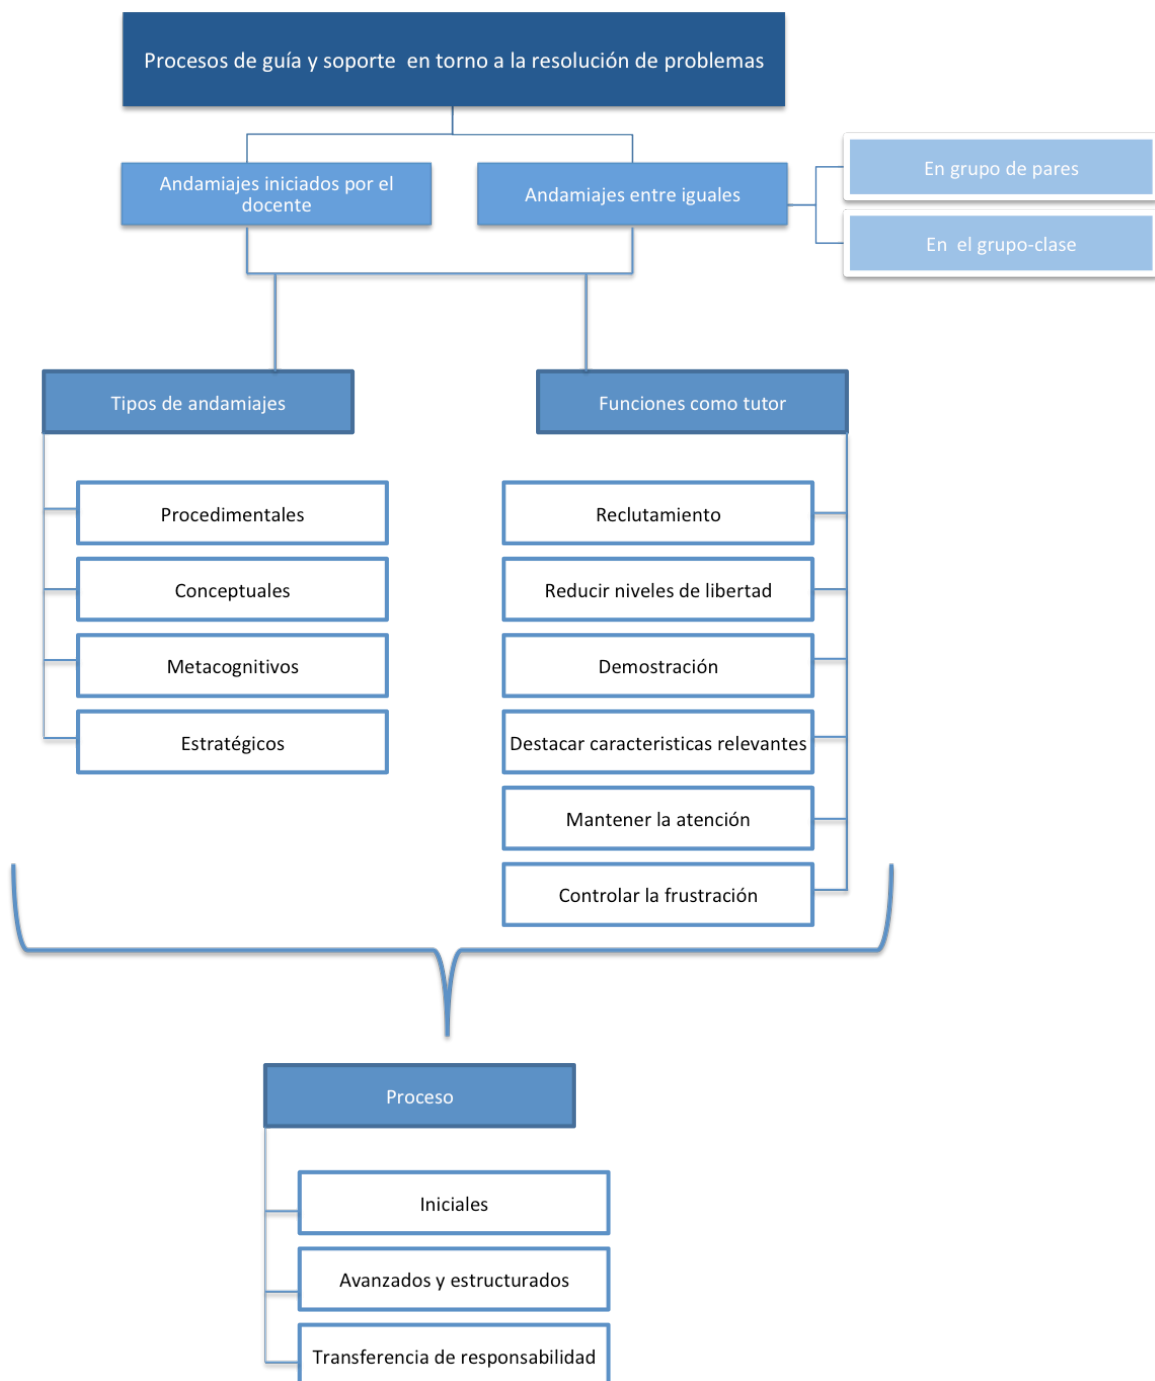 Procesos de guía y soporte en torno a la resolución de problemas
Andamiajes iniciados por el
docente
Andamiajes entre iguales
En grupo de pares
En el grupo-clase
Tipos de andamiajes
Procedimentales
Conceptuales
Metacognitivos
Estratégicos
Funciones como tutor
Reclutamiento
Reducir niveles de libertad
Demostración
Destacar caracteristicas relevantes
Mantener la atención
Controlar la frustración
Proceso
Iniciales
Avanzados y estructurados
Transferencia de responsabilidad